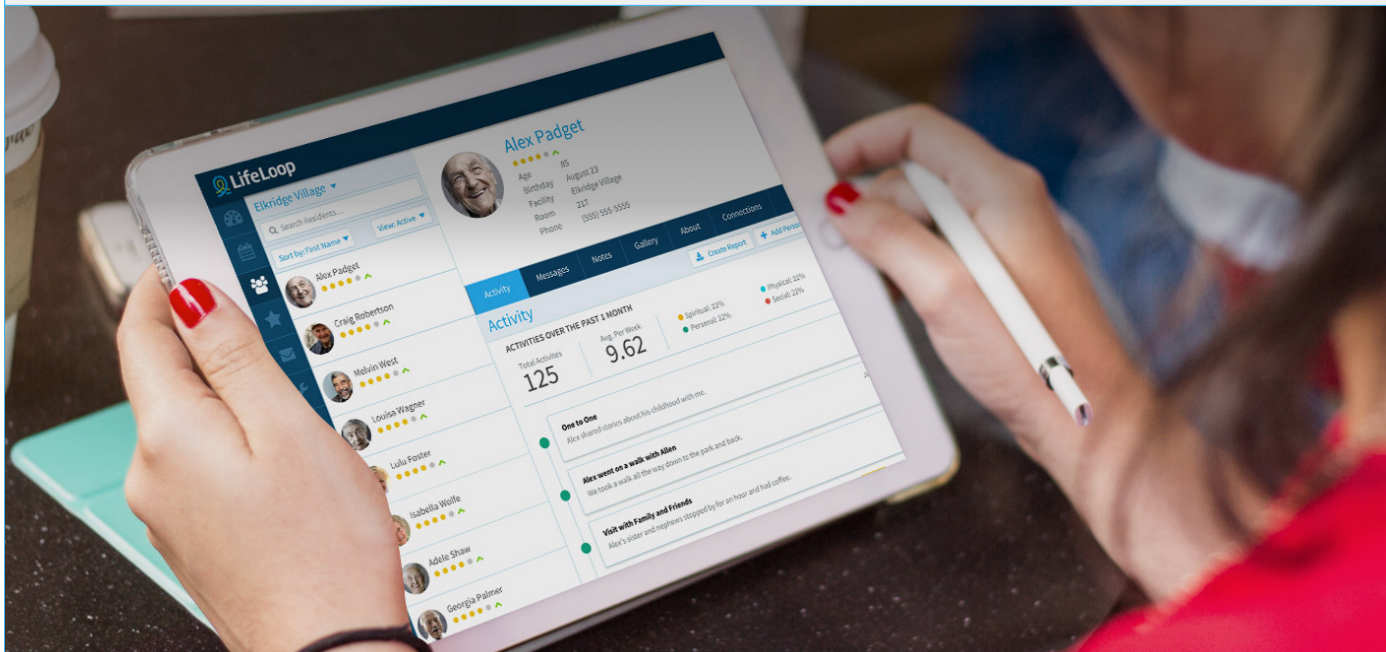 LifeLoop
Elkridge Village
Search Residents...
Sort by: First Name
View: Active
Alex Padget
Craig Robertson
Melvin West
Louisa Wagner
Lulu Foster
Isabella Wolfe
Adele Shaw
Georgia Palmer
Alex Padget
Age 85
Birthday August 23
Facility Elkridge Village
Room 217
Phone (555) 555-5555
Activity Messages Notes Gallery About Connections
Activity
Create Report
Add Person
ACTIVITIES OVER THE PAST 1 MONTH
Total Activites
125
Avg. Per Week
9.62
Spiritual: 22%
Personal: 22%
Physical: 22%
Social: 22%
One to One
Alex shared stories about his childhood with me.
Alex went on a walk with Allen
We took a walk all the way down to the park and back.
Visit with Family and Friends
Alex's sister and nephews stopped by for an hour and had coffee.